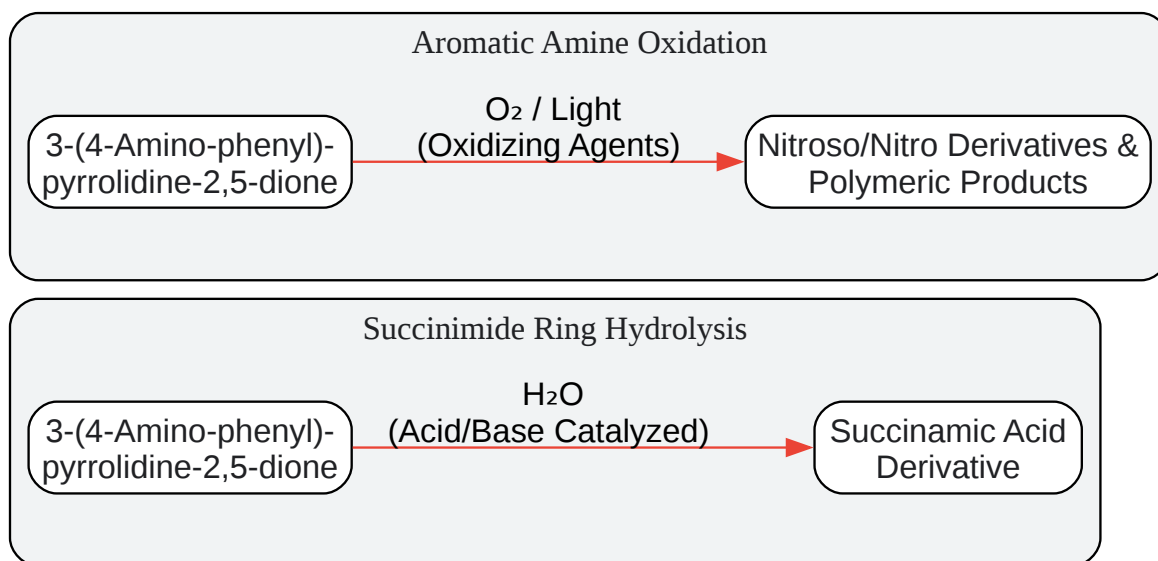 Aromatic Amine Oxidation
O₂ / Light
(Oxidizing Agents)
3-(4-Amino-phenyl)-
pyrrolidine-2,5-dione
Nitroso/Nitro Derivatives &
Polymeric Products
Succinimide Ring Hydrolysis
H₂O
(Acid/Base Catalyzed)
3-(4-Amino-phenyl)-
pyrrolidine-2,5-dione
Succinamic Acid
Derivative